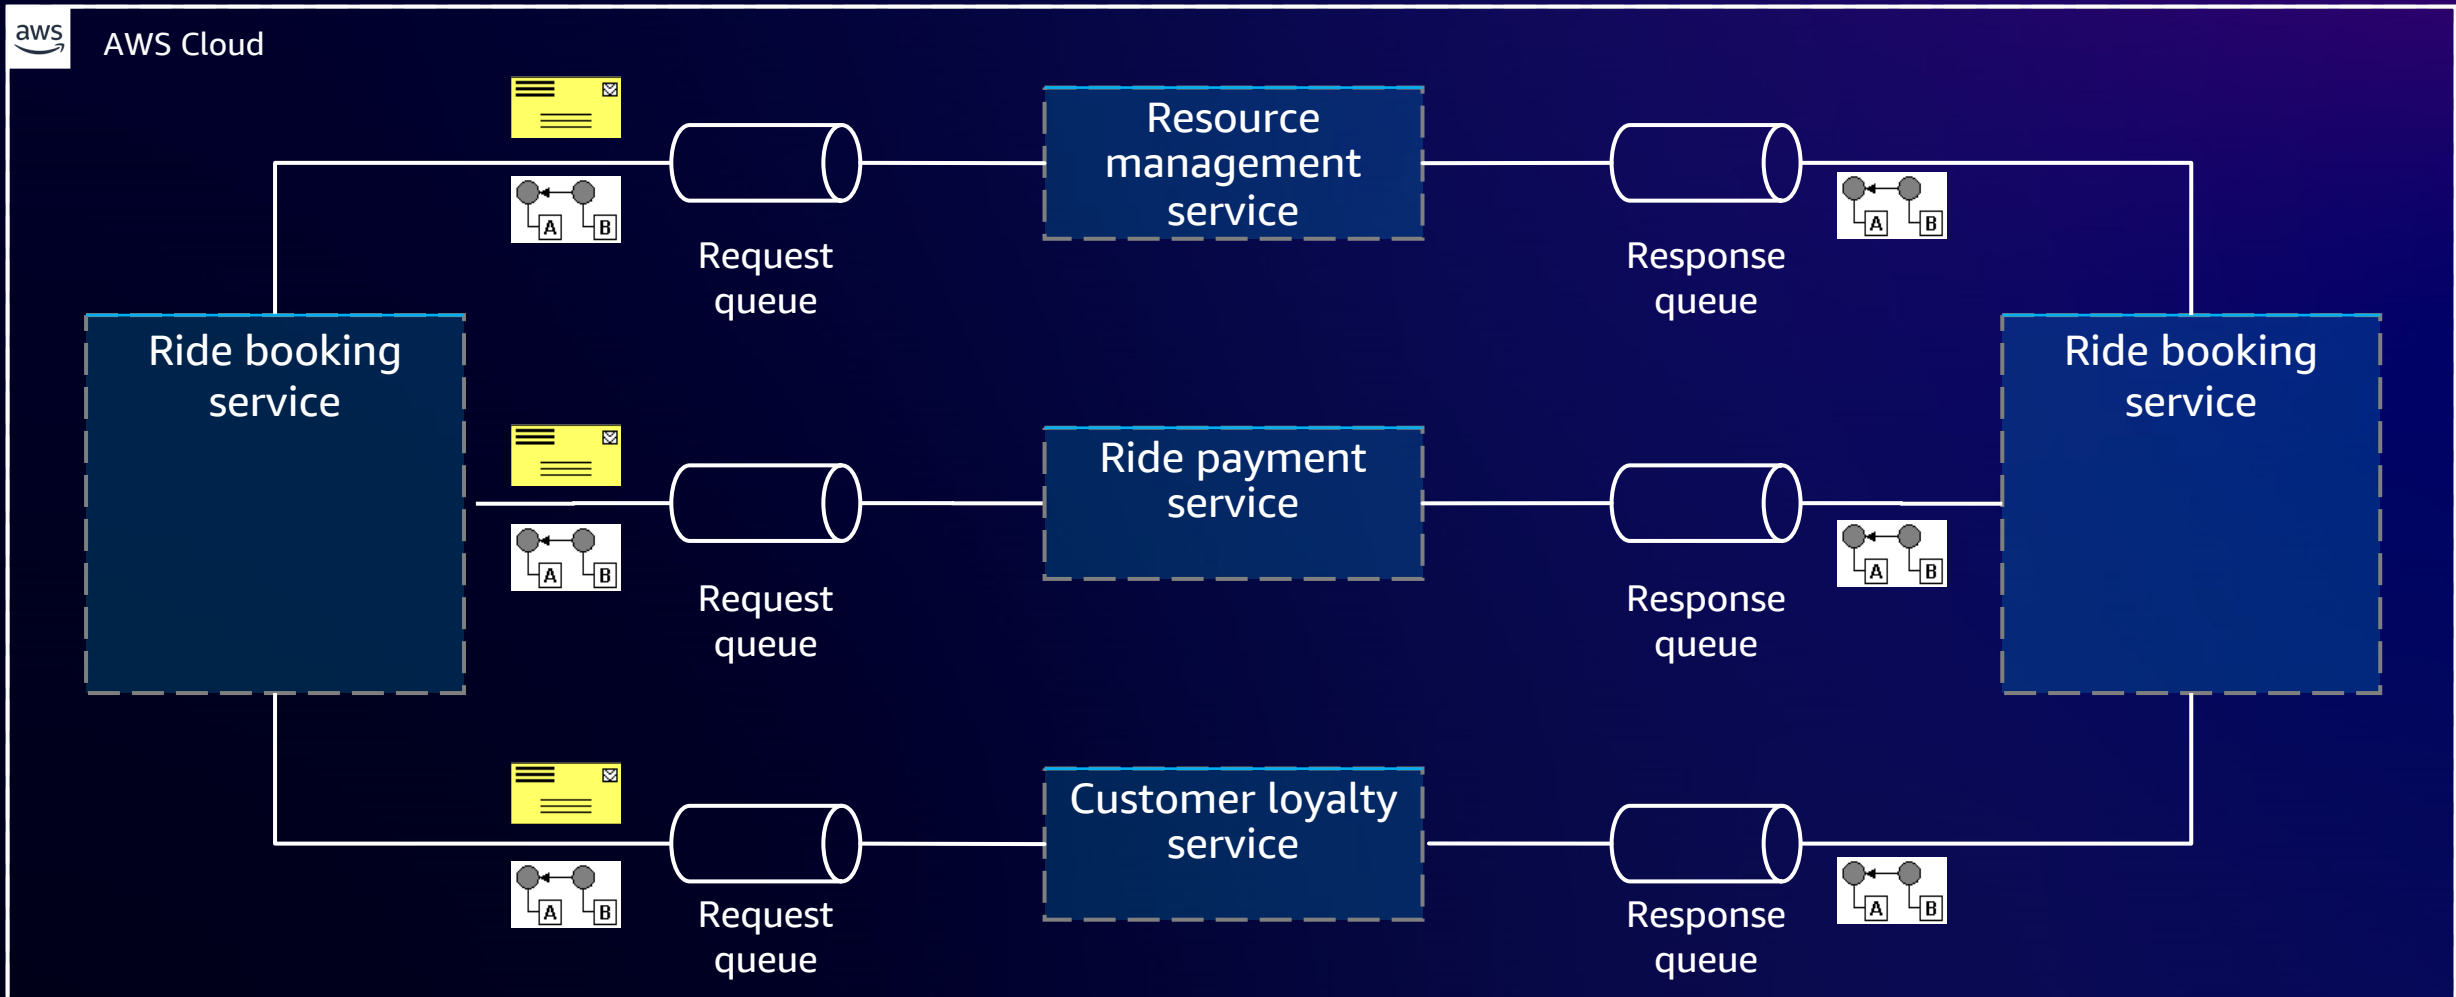 aws
AWS Cloud
Resource
management
service
A B
Request
queue
A B
Response
queue
Ride booking
service
Ride payment
service
A B
Request
queue
A B
Response
queue
Ride booking
service
Customer loyalty
service
A B
Request
queue
A B
Response
queue